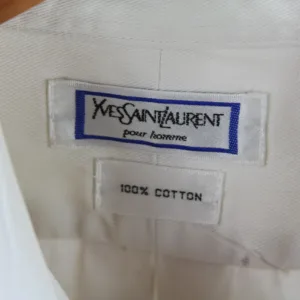 YVESSAINTLAURENT
pour homme
100% COTTON